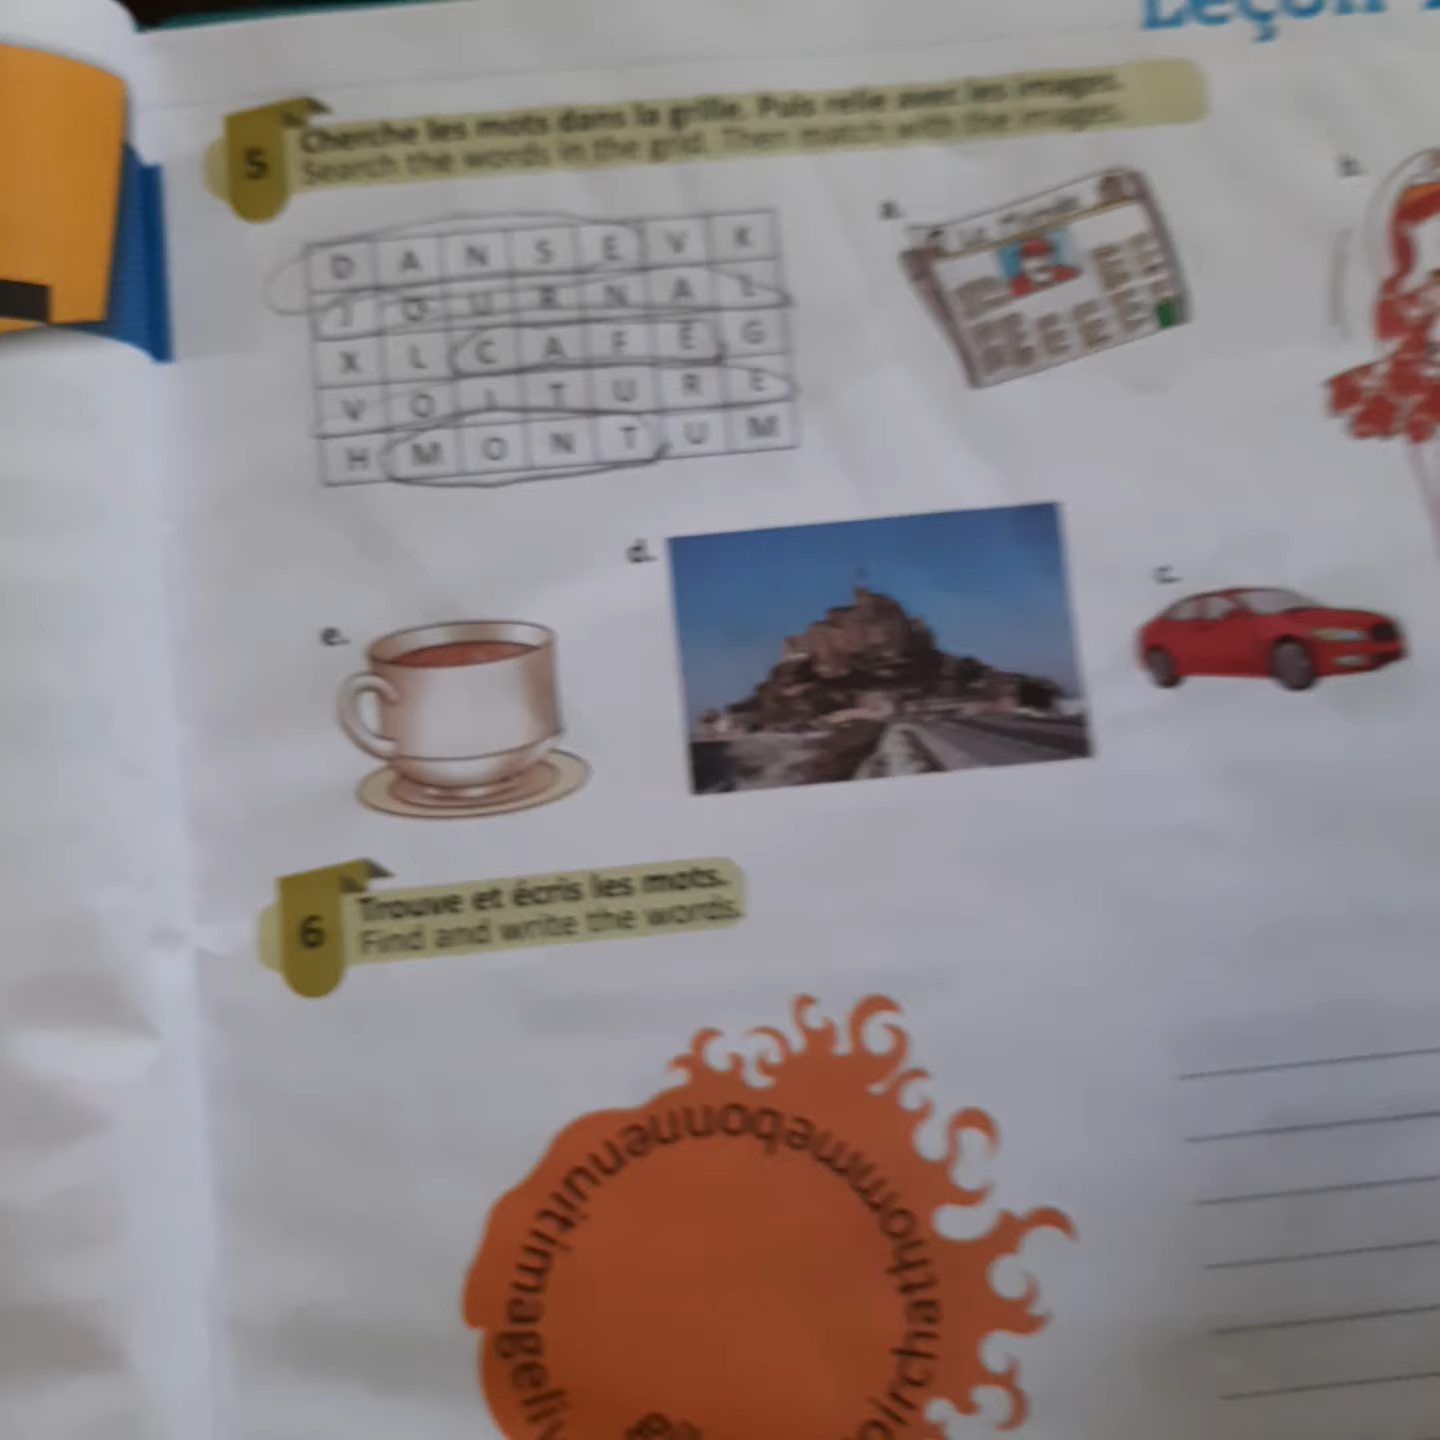 Leçon
5
Cherche les mots dans la grille. Puis relie avec les images.
Search the words in the grid. Then match with the images.
D A N S E V K
J O U R N A L
X L C A F E G
V O I T U R E
H M O N T U M
a.
b.
d.
c.
e.
6
Trouve et écris les mots.
Find and write the words.